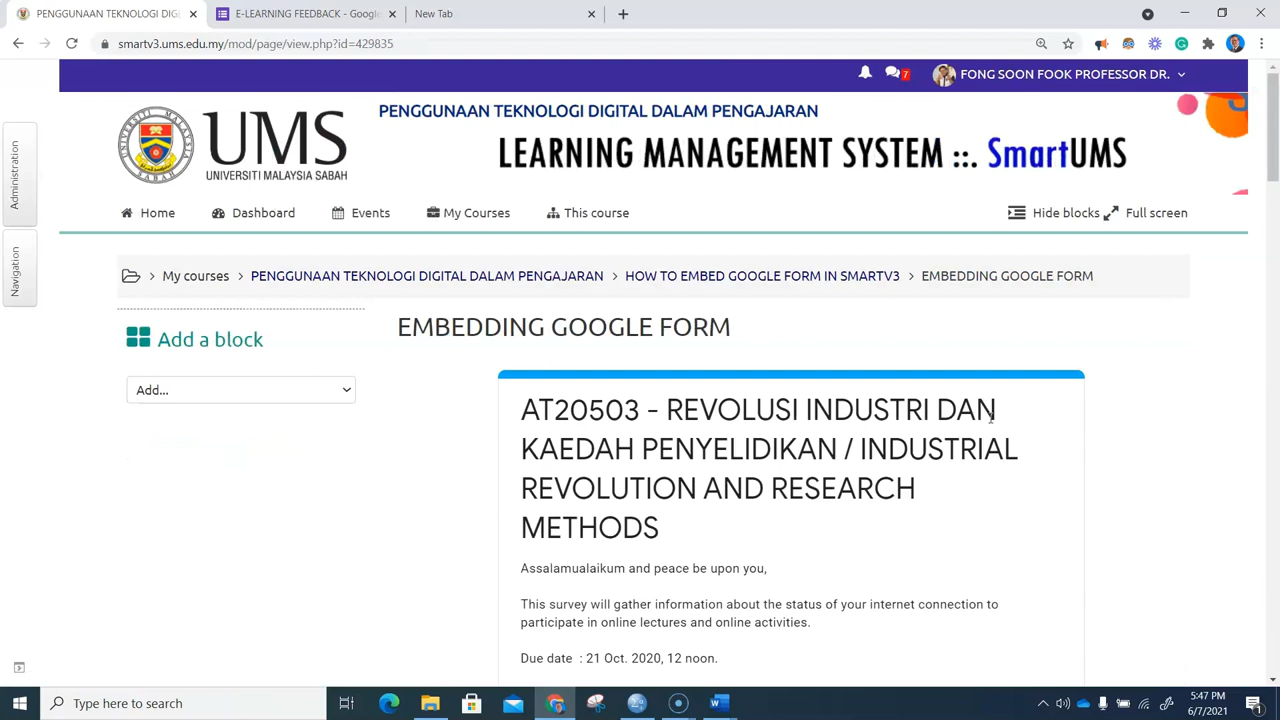 PENGGUNAAN TEKNOLOGI DIGI
E-LEARNING FEEDBACK - Google
New Tab
smartv3.ums.edu.my/mod/page/view.php?id=429835
7
FONG SOON FOOK PROFESSOR DR.
UMS
UNIVERSITI MALAYSIA SABAH
PENGGUNAAN TEKNOLOGI DIGITAL DALAM PENGAJARAN
LEARNING MANAGEMENT SYSTEM ::. SmartUMS
Administration
Navigation
Home
Dashboard
Events
My Courses
This course
Hide blocks
Full screen
My courses > PENGGUNAAN TEKNOLOGI DIGITAL DALAM PENGAJARAN > HOW TO EMBED GOOGLE FORM IN SMARTV3 > EMBEDDING GOOGLE FORM
Add a block
Add...
EMBEDDING GOOGLE FORM
AT20503 - REVOLUSI INDUSTRI DAN
KAEDAH PENYELIDIKAN / INDUSTRIAL
REVOLUTION AND RESEARCH
METHODS
Assalamualaikum and peace be upon you,
This survey will gather information about the status of your internet connection to
participate in online lectures and online activities.
Due date : 21 Oct. 2020, 12 noon.
Type here to search
5:47 PM
6/7/2021
1